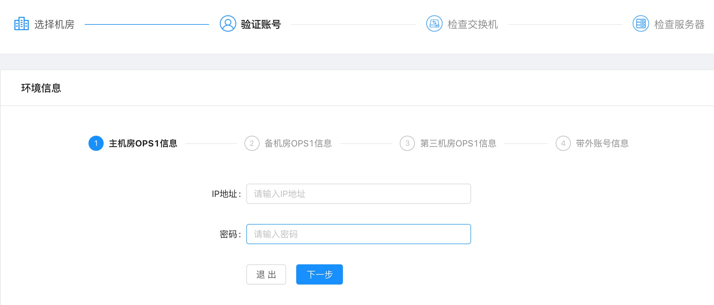 选择机房 验证账号 检查交换机 检查服务器
环境信息
1 主机房OPS1信息 2 备机房OPS1信息 3 第三机房OPS1信息 4 带外账号信息
IP地址: 请输入IP地址
密码: 请输入密码
退 出 下一步